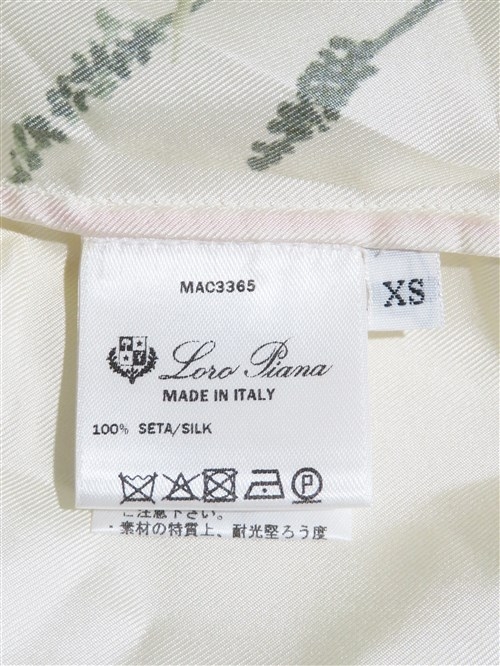 MAC3365
XS
Loro Piana
MADE IN ITALY
100% SETA/SILK
P
ご注意下さい。
・素材の特質上、耐光堅ろう度